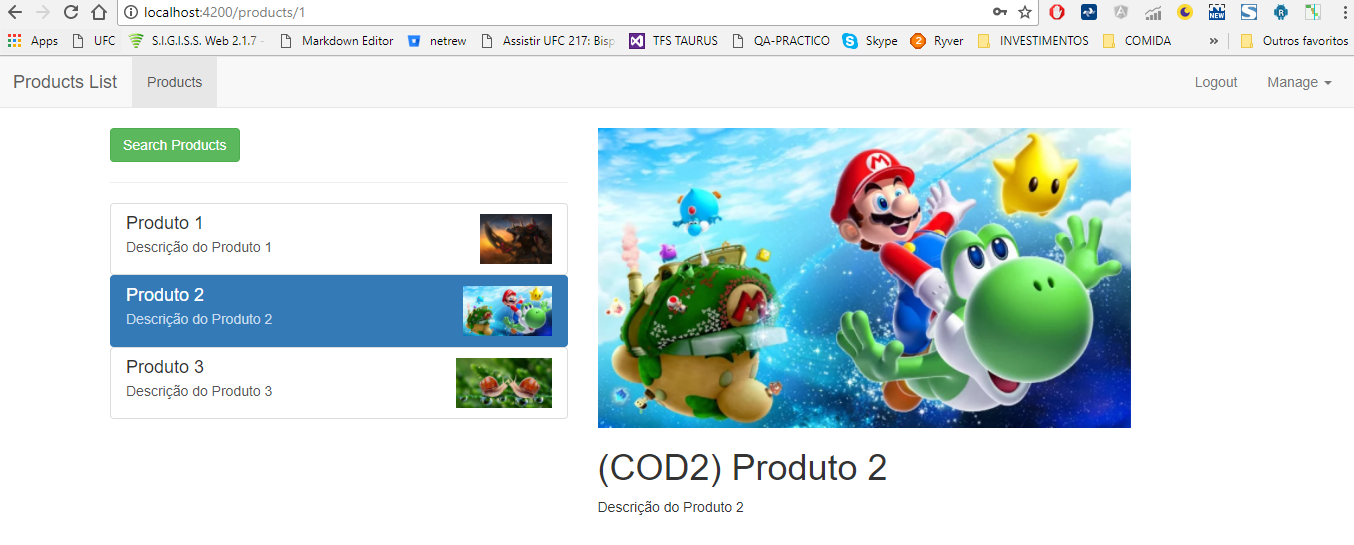 localhost:4200/products/1
Apps
UFC
S.I.G.I.S.S. Web 2.1.7 -
Markdown Editor
netrew
Assistir UFC 217: Bisp
TFS TAURUS
QA-PRACTICO
Skype
Ryver
INVESTIMENTOS
COMIDA
»
Outros favoritos
Products List
Products
Logout
Manage
Search Products
Produto 1
Descrição do Produto 1
Produto 2
Descrição do Produto 2
Produto 3
Descrição do Produto 3
(COD2) Produto 2
Descrição do Produto 2